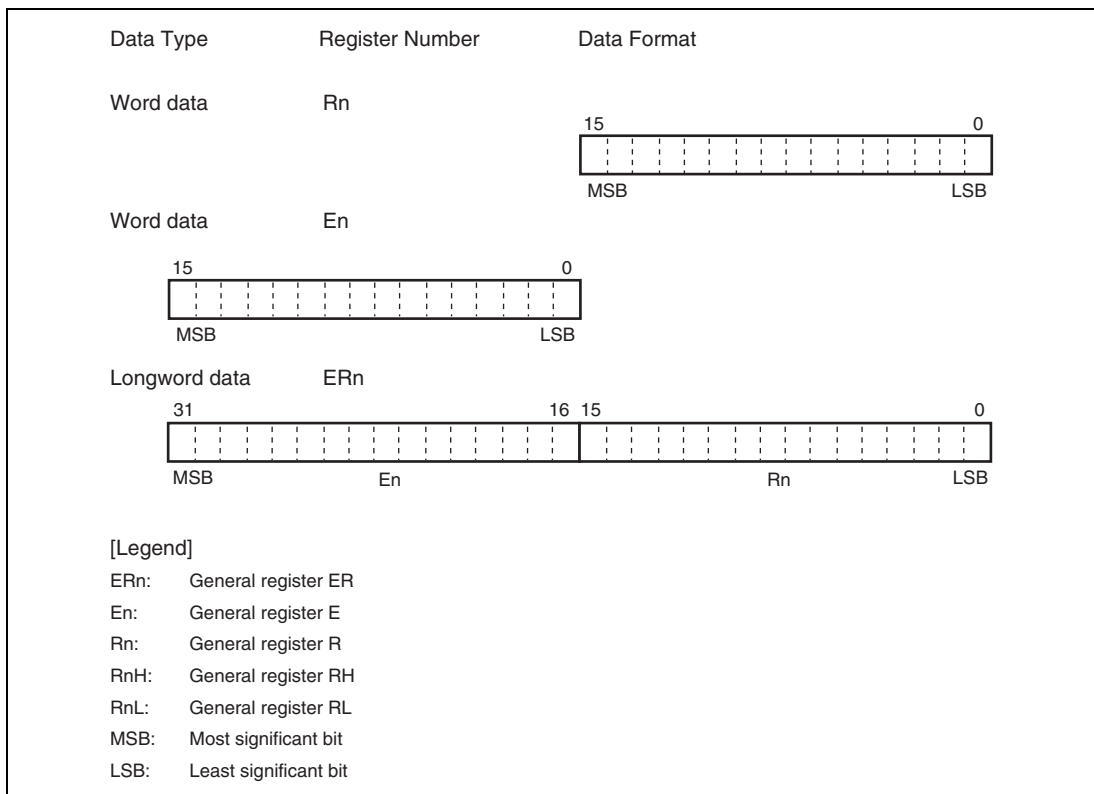 Data Type Register Number Data Format
Word data Rn
15 0
MSB LSB
Word data En
15 0
MSB LSB
Longword data ERn
31 16 15 0
MSB En Rn LSB
[Legend]
ERn: General register ER
En: General register E
Rn: General register R
RnH: General register RH
RnL: General register RL
MSB: Most significant bit
LSB: Least significant bit